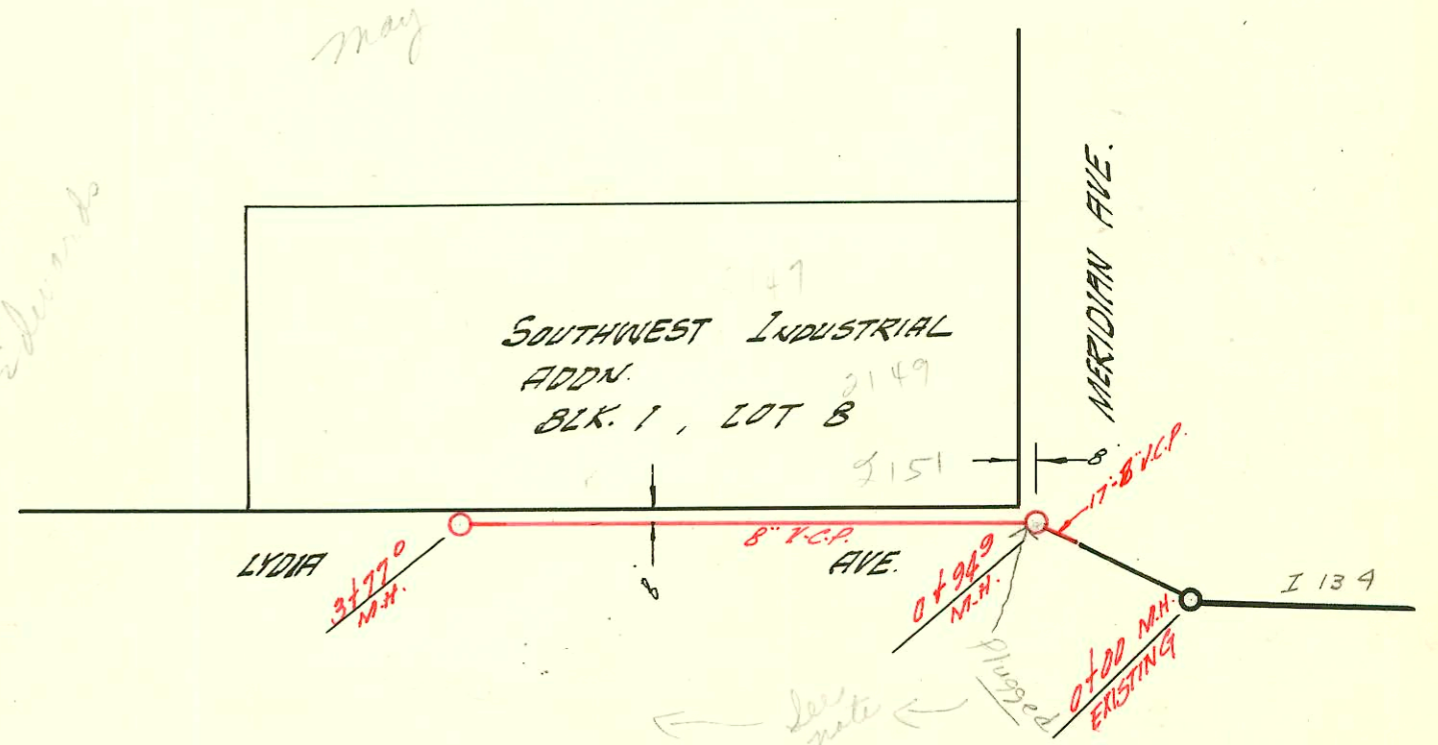 may
MERIDIAN AVE.
47
SOUTHWEST INDUSTRIAL
ADDN.
2149
BLK. 1, LOT 8
2151
8'
17'-8" V.C.P.
8" V.C.P.
LYDIA AVE.
8'
3+77⁰
M.H.
0+94⁹
M.H.
I 134
0+00 M.H.
EXISTING
Plugged
See
note